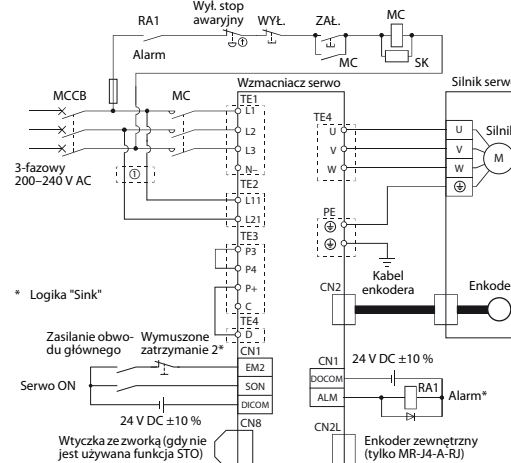 Wył. stop
awaryjny
RA1
WYŁ.
ZAŁ.
MC
Alarm
①
MC
SK
MCCB
MC
Wzmacniacz serwo
Silnik serw
TE1
L1
L2
L3
N–
TE4
U
V
W
U
V
W
Silni
M
3-fazowy
200–240 V AC
①
TE2
L11
L21
PE
TE3
P3
P4
P+
C
TE4
D
Kabel
enkodera
CN2
Enkode
* Logika "Sink"
Zasilanie obwo-
du głównego
Wymuszone
zatrzymanie 2*
CN1
EM2
SON
DICOM
Serwo ON
24 V DC ±10 %
CN1
24 V DC ±10 %
DOCOM
ALM
RA1
Alarm*
CN8
Wtyczka ze zworką (gdy nie
jest używana funkcja STO)
CN2L
Enkoder zewnętrzny
(tylko MR-J4-A-RJ)